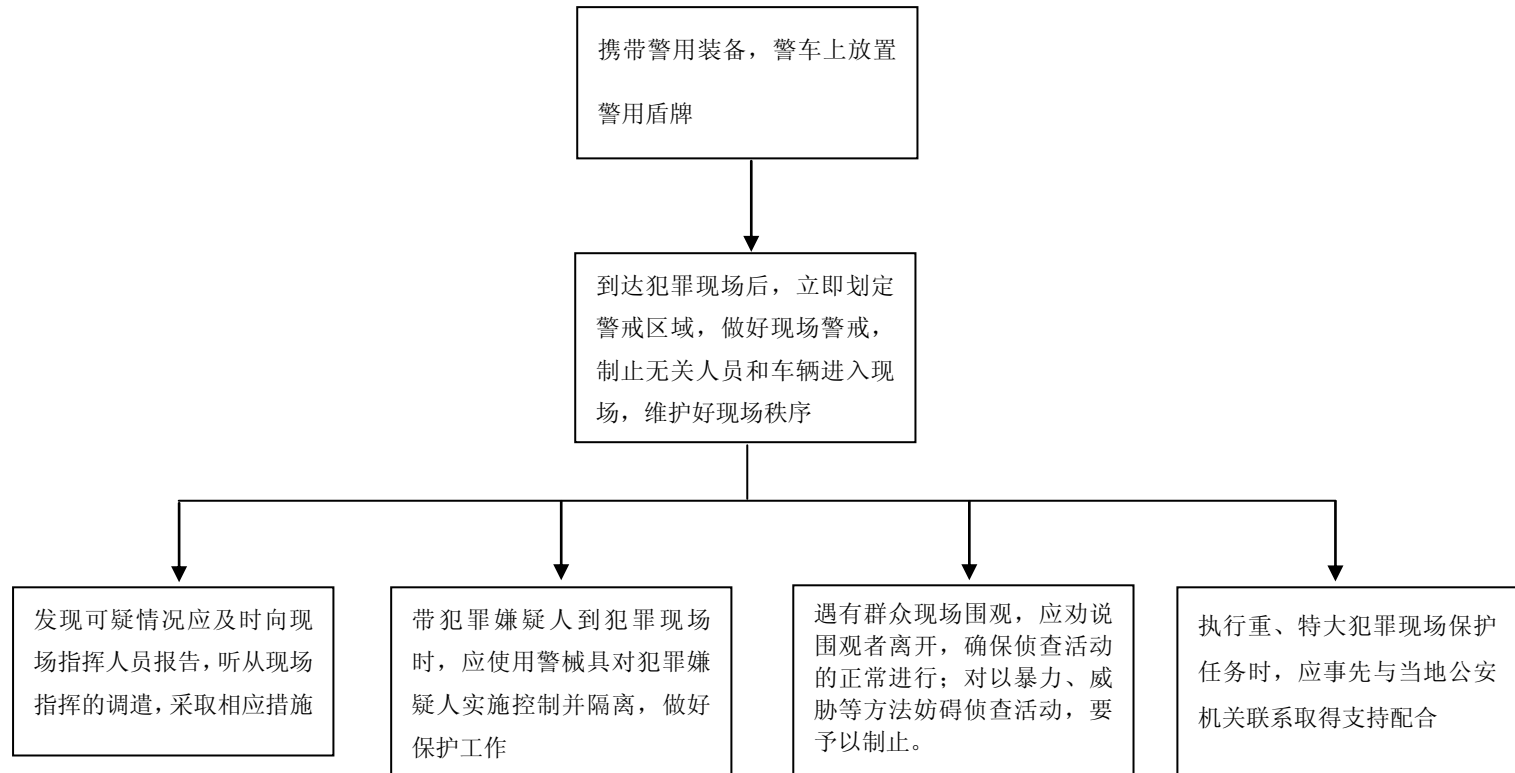 携带警用装备，警车上放置
警用盾牌
到达犯罪现场后，立即划定
警戒区域，做好现场警戒，
制止无关人员和车辆进入现
场，维护好现场秩序
发现可疑情况应及时向现
场指挥人员报告，听从现场
指挥的调遣，采取相应措施
带犯罪嫌疑人到犯罪现场
时，应使用警械具对犯罪嫌
疑人实施控制并隔离，做好
保护工作
遇有群众现场围观，应劝说
围观者离开，确保侦查活动
的正常进行；对以暴力、威
胁等方法妨碍侦查活动，要
予以制止。
执行重、特大犯罪现场保护
任务时，应事先与当地公安
机关联系取得支持配合